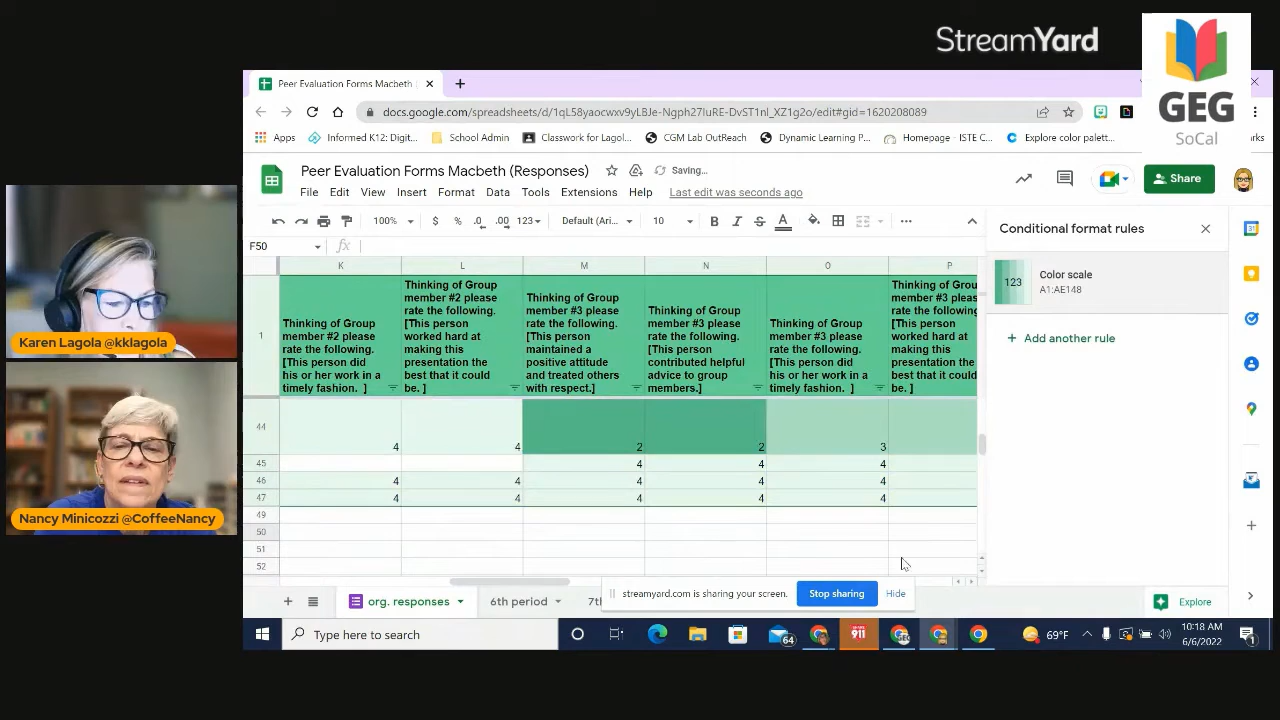 StreamYard
GEG
SoCal
Peer Evaluation Forms Macbeth
docs.google.com/spreadsheets/d/1qL58yaocwxv9yLBJe-Ngph27IuRE-DvST1nl_XZ1g2o/edit#gid=1620208089
Apps
Informed K12: Digit...
School Admin
Classwork for Lagol...
CGM Lab OutReach
Dynamic Learning P...
Homepage - ISTE C...
Explore color palett...
Peer Evaluation Forms Macbeth (Responses)
Saving...
File Edit View Insert Format Data Tools Extensions Help Last edit was seconds ago
Share
100% $ % .0 .00 123 Default (Ari... 10 B I S A
F50 fx
Conditional format rules
123
Color scale
A1:AE148
+ Add another rule
K L M N O P
1
Thinking of Group
member #2 please
rate the following.
[This person did
his or her work in a
timely fashion. ]
Thinking of Group
member #2 please
rate the following.
[This person
worked hard at
making this
presentation the
best that it could
be. ]
Thinking of Group
member #3 please
rate the following.
[This person
maintained a
positive attitude
and treated others
with respect.]
Thinking of Group
member #3 please
rate the following.
[This person
contributed helpful
advice to group
members.]
Thinking of Group
member #3 please
rate the following.
[This person did
his or her work in a
timely fashion. ]
Thinking of Grou
member #3 pleas
rate the following
[This person
worked hard at
making this
presentation the
best that it could
be. ]
44 4 4 2 2 3
45 4 4 4
46 4 4 4 4 4
47 4 4 4 4 4
49
50
51
52
org. responses
6th period
7th
streamyard.com is sharing your screen.
Stop sharing
Hide
Explore
Karen Lagola @kklagola
Nancy Minicozzi @CoffeeNancy
Type here to search
64
911
69°F
10:18 AM
6/6/2022
1
31